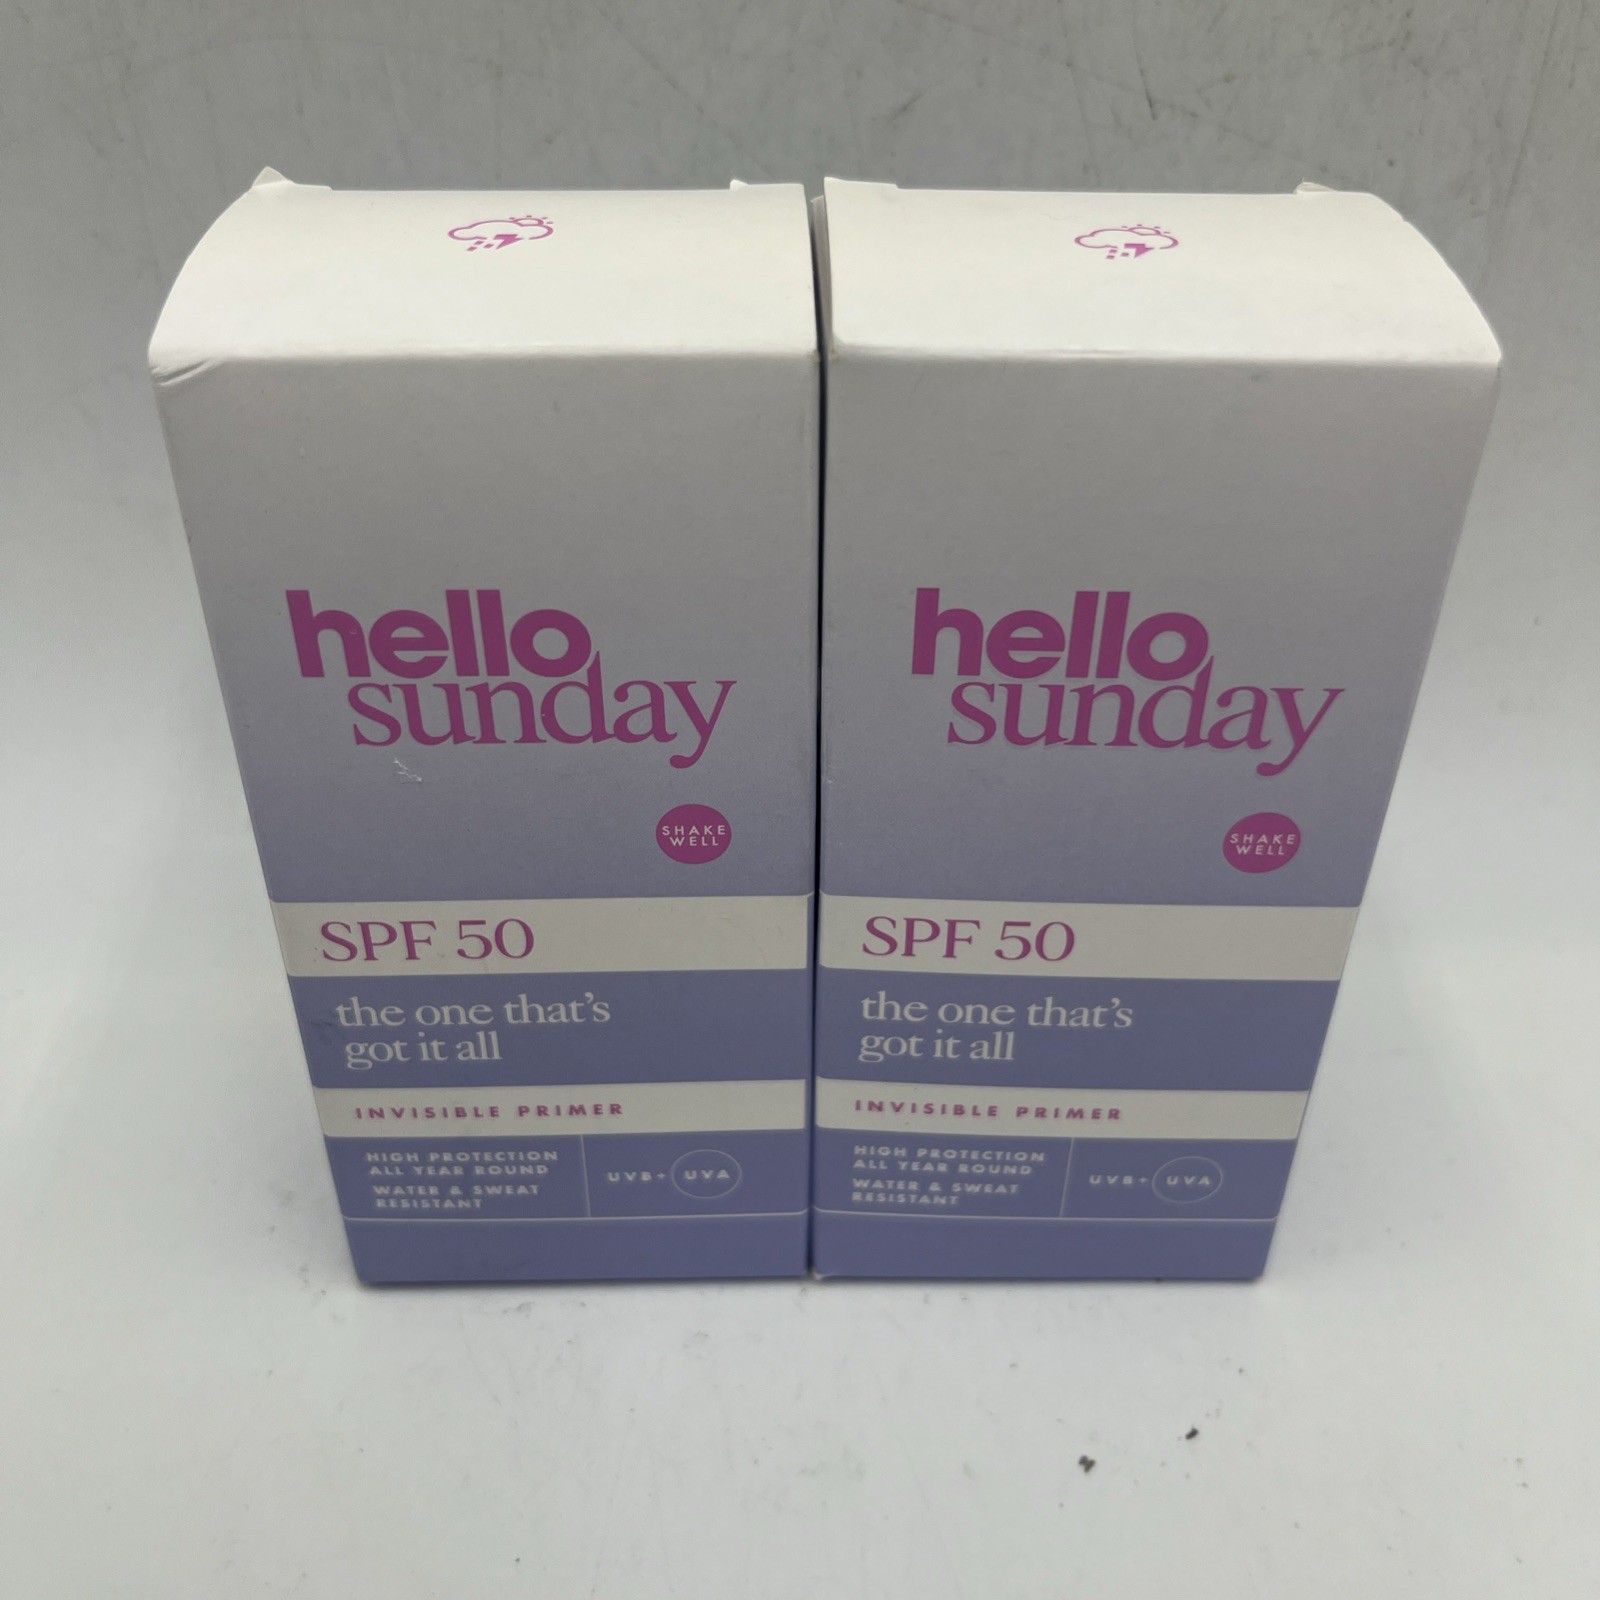 hello
sunday
SHAKE
WELL
SPF 50
the one that's
got it all
INVISIBLE PRIMER
HIGH PROTECTION
ALL YEAR ROUND
WATER & SWEAT
RESISTANT
UVB+ UVA
hello
sunday
SHAKE
WELL
SPF 50
the one that's
got it all
INVISIBLE PRIMER
HIGH PROTECTION
ALL YEAR ROUND
WATER & SWEAT
RESISTANT
UVB+ UVA